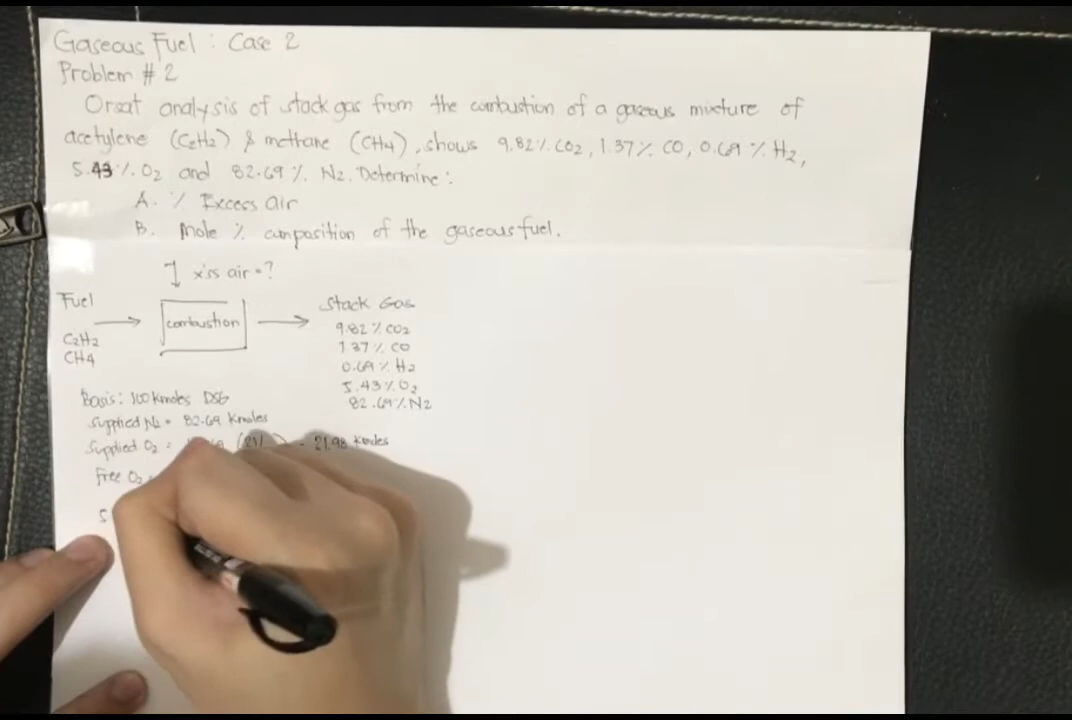 Gaseous Fuel : Case 2
Problem # 2
Orsat analysis of stack gas from the combustion of a gaseous mixture of
acetylene (C2H2) & methane (CH4), shows 9.82% CO2, 1.37% CO, 0.69% H2,
5.43% O2 and 82.69% N2. Determine:
A. % Excess air
B. Mole % composition of the gaseous fuel.
x's air = ?
Fuel
C2H2
CH4
combustion
Stack Gas
9.82% CO2
1.37% CO
0.69% H2
5.43% O2
82.69% N2
Basis: 100 kmoles DSG
Supplied N2 = 82.69 Kmoles
Supplied O2 = (21/ = 21.98 Kmoles
Free O2
S